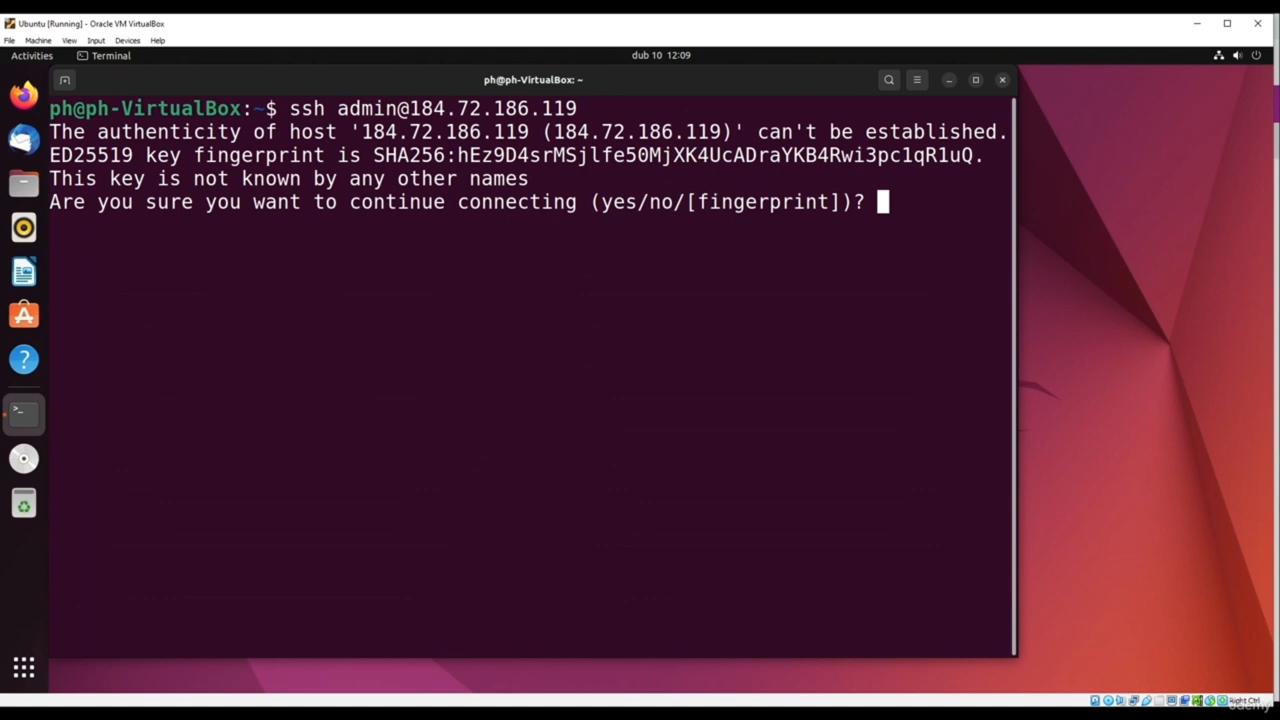 Ubuntu [Running] - Oracle VM VirtualBox
File Machine View Input Devices Help
Activities Terminal dub 10 12:09
ph@ph-VirtualBox: ~
ph@ph-VirtualBox:~$ ssh admin@184.72.186.119
The authenticity of host '184.72.186.119 (184.72.186.119)' can't be established.
ED25519 key fingerprint is SHA256:hEz9D4srMSjlfe50MjXK4UcADraYKB4Rwi3pc1qR1uQ.
This key is not known by any other names
Are you sure you want to continue connecting (yes/no/[fingerprint])?
Right Ctrl
udemy